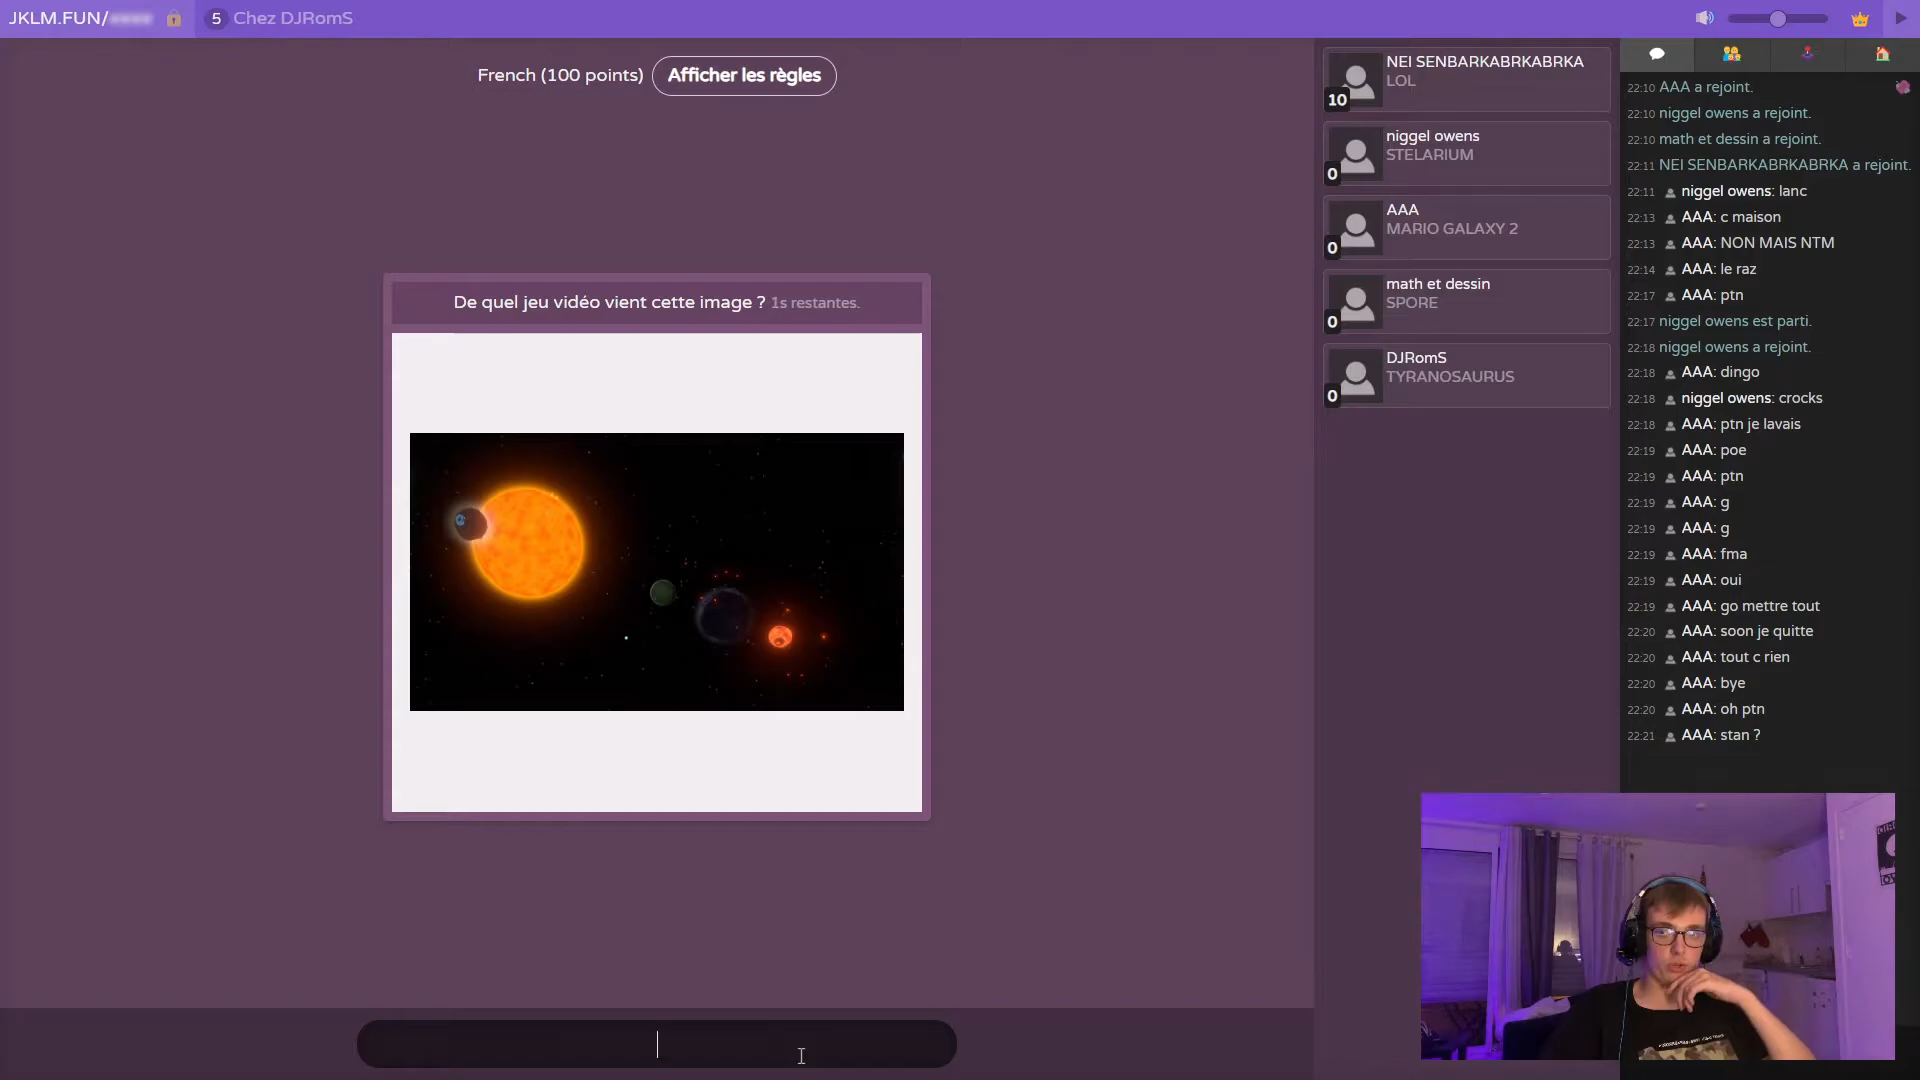 JKLM.FUN/
5 Chez DJRomS
French (100 points) Afficher les règles
De quel jeu vidéo vient cette image ? 1s restantes.
NEI SENBARKABRKABRKA
LOL
10
niggel owens
STELARIUM
0
AAA
MARIO GALAXY 2
0
math et dessin
SPORE
0
DJRomS
TYRANOSAURUS
0
22:10 AAA a rejoint.
22:10 niggel owens a rejoint.
22:10 math et dessin a rejoint.
22:11 NEI SENBARKABRKABRKA a rejoint.
22:11 niggel owens: lanc
22:13 AAA: c maison
22:13 AAA: NON MAIS NTM
22:14 AAA: le raz
22:17 AAA: ptn
22:17 niggel owens est parti.
22:18 niggel owens a rejoint.
22:18 AAA: dingo
22:18 niggel owens: crocks
22:18 AAA: ptn je lavais
22:19 AAA: poe
22:19 AAA: ptn
22:19 AAA: g
22:19 AAA: g
22:19 AAA: fma
22:19 AAA: oui
22:19 AAA: go mettre tout
22:20 AAA: soon je quitte
22:20 AAA: tout c rien
22:20 AAA: bye
22:20 AAA: oh ptn
22:21 AAA: stan ?